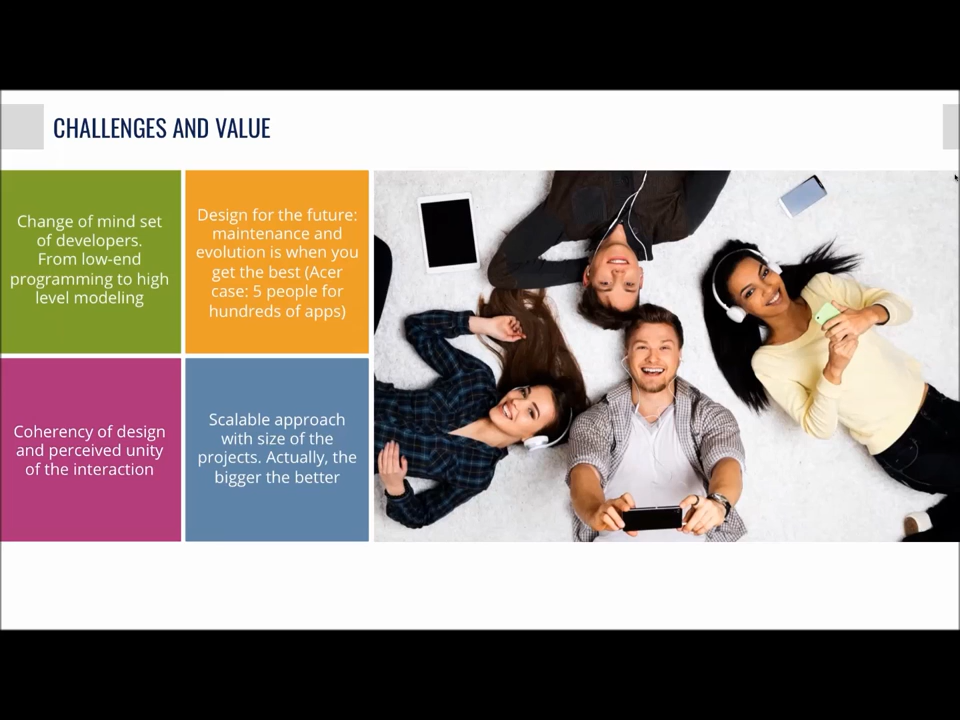 CHALLENGES AND VALUE
Change of mind set
of developers.
From low-end
programming to high
level modeling
Design for the future:
maintenance and
evolution is when you
get the best (Acer
case: 5 people for
hundreds of apps)
Coherency of design
and perceived unity
of the interaction
Scalable approach
with size of the
projects. Actually, the
bigger the better